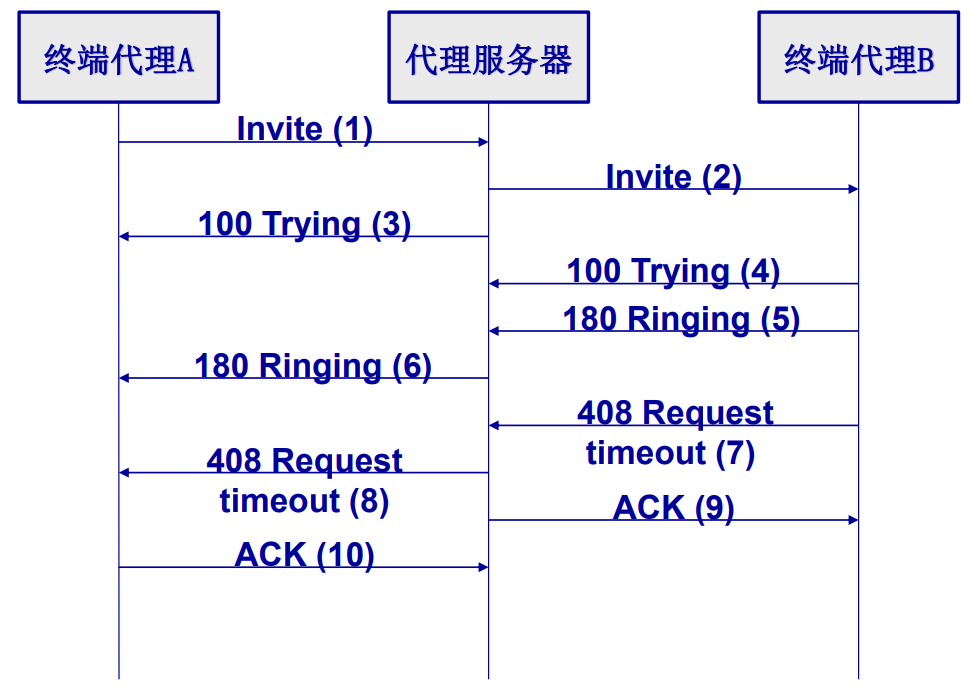 终端代理A
代理服务器
终端代理B
Invite (1)
Invite (2)
100 Trying (3)
100 Trying (4)
180 Ringing (5)
180 Ringing (6)
408 Request
timeout (7)
408 Request
timeout (8)
ACK (9)
ACK (10)